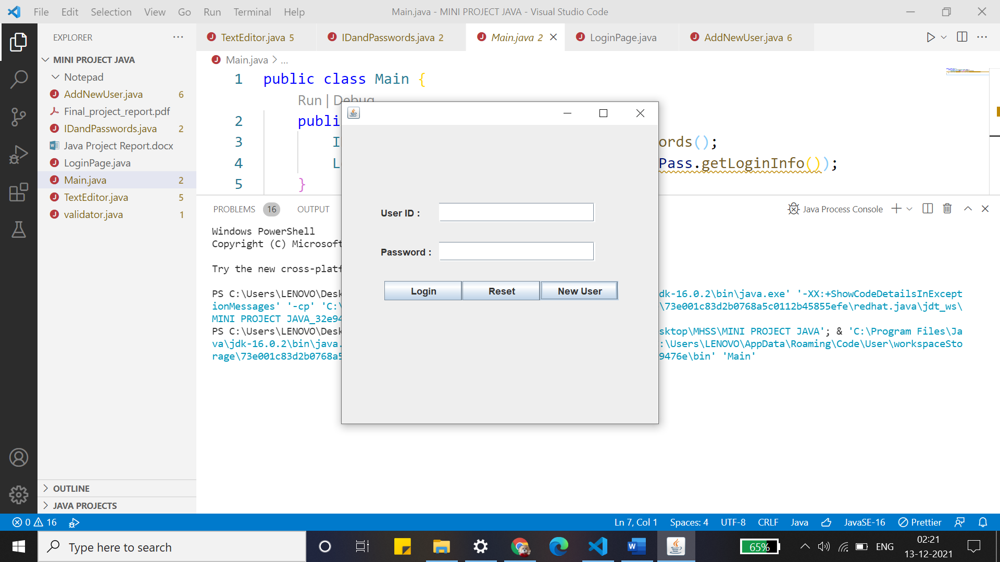 File Edit Selection View Go Run Terminal Help
Main.java - MINI PROJECT JAVA - Visual Studio Code
EXPLORER
MINI PROJECT JAVA
Notepad
AddNewUser.java 6
Final_project_report.pdf
IDandPasswords.java 2
Java Project Report.docx
LoginPage.java
Main.java 2
TextEditor.java 5
validator.java 1
OUTLINE
JAVA PROJECTS
TextEditor.java 5
IDandPasswords.java 2
Main.java 2
LoginPage.java
AddNewUser.java 6
Main.java > ...
1 public class Main {
Run | Debug
2 publi
3 I ords();
4 L Pass.getLoginInfo());
5 }
PROBLEMS 16 OUTPUT
Java Process Console
Windows PowerShell
Copyright (C) Microsoft
Try the new cross-platf
PS C:\Users\LENOVO\Desk dk-16.0.2\bin\java.exe' '-XX:+ShowCodeDetailsInExcept
ionMessages' '-cp' 'C:\ \73e001c83d2b0768a5c0112b45855efe\redhat.java\jdt_ws\
MINI PROJECT JAVA_32e94
PS C:\Users\LENOVO\Desk sktop\MHSS\MINI PROJECT JAVA'; & 'C:\Program Files\Ja
va\jdk-16.0.2\bin\java. :\Users\LENOVO\AppData\Roaming\Code\User\workspaceSto
rage\73e001c83d2b0768a5 9476e\bin' 'Main'
User ID :
Password :
Login Reset New User
0 16
Ln 7, Col 1 Spaces: 4 UTF-8 CRLF Java JavaSE-16 Prettier
Type here to search
65%
ENG
02:21
13-12-2021